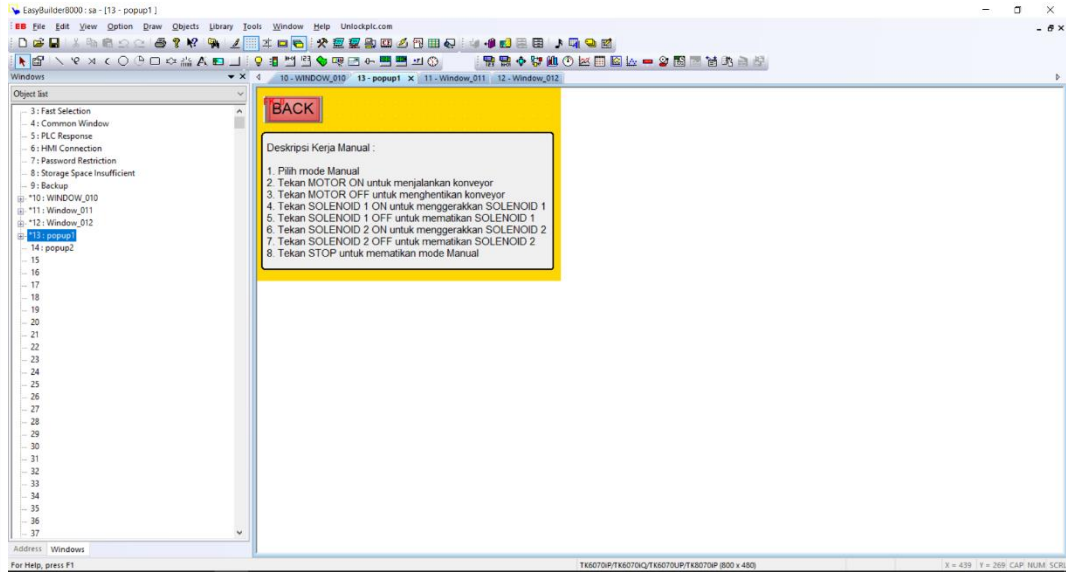 EasyBuilder8000 : sa - [13 - popup1 ]
EB File Edit View Option Draw Objects Library Tools Window Help Unlockplc.com
Windows
10 - WINDOW_010 13 - popup1 11 - Window_011 12 - Window_012
Object list
3 : Fast Selection
4 : Common Window
5 : PLC Response
6 : HMI Connection
7 : Password Restriction
8 : Storage Space Insufficient
9 : Backup
*10 : WINDOW_010
*11 : Window_011
*12 : Window_012
*13 : popup1
14 : popup2
15
16
17
18
19
20
21
22
23
24
25
26
27
28
29
30
31
32
33
34
35
36
37
BACK
Deskripsi Kerja Manual :
1. Pilih mode Manual
2. Tekan MOTOR ON untuk menjalankan konveyor
3. Tekan MOTOR OFF untuk menghentikan konveyor
4. Tekan SOLENOID 1 ON untuk menggerakkan SOLENOID 1
5. Tekan SOLENOID 1 OFF untuk mematikan SOLENOID 1
6. Tekan SOLENOID 2 ON untuk menggerakkan SOLENOID 2
7. Tekan SOLENOID 2 OFF untuk mematikan SOLENOID 2
8. Tekan STOP untuk mematikan mode Manual
Address Windows
For Help, press F1
TK6070iP/TK6070iQ/TK6070UP/TK8070iP (800 x 480)
X = 439 Y = 269 CAP NUM SCRL